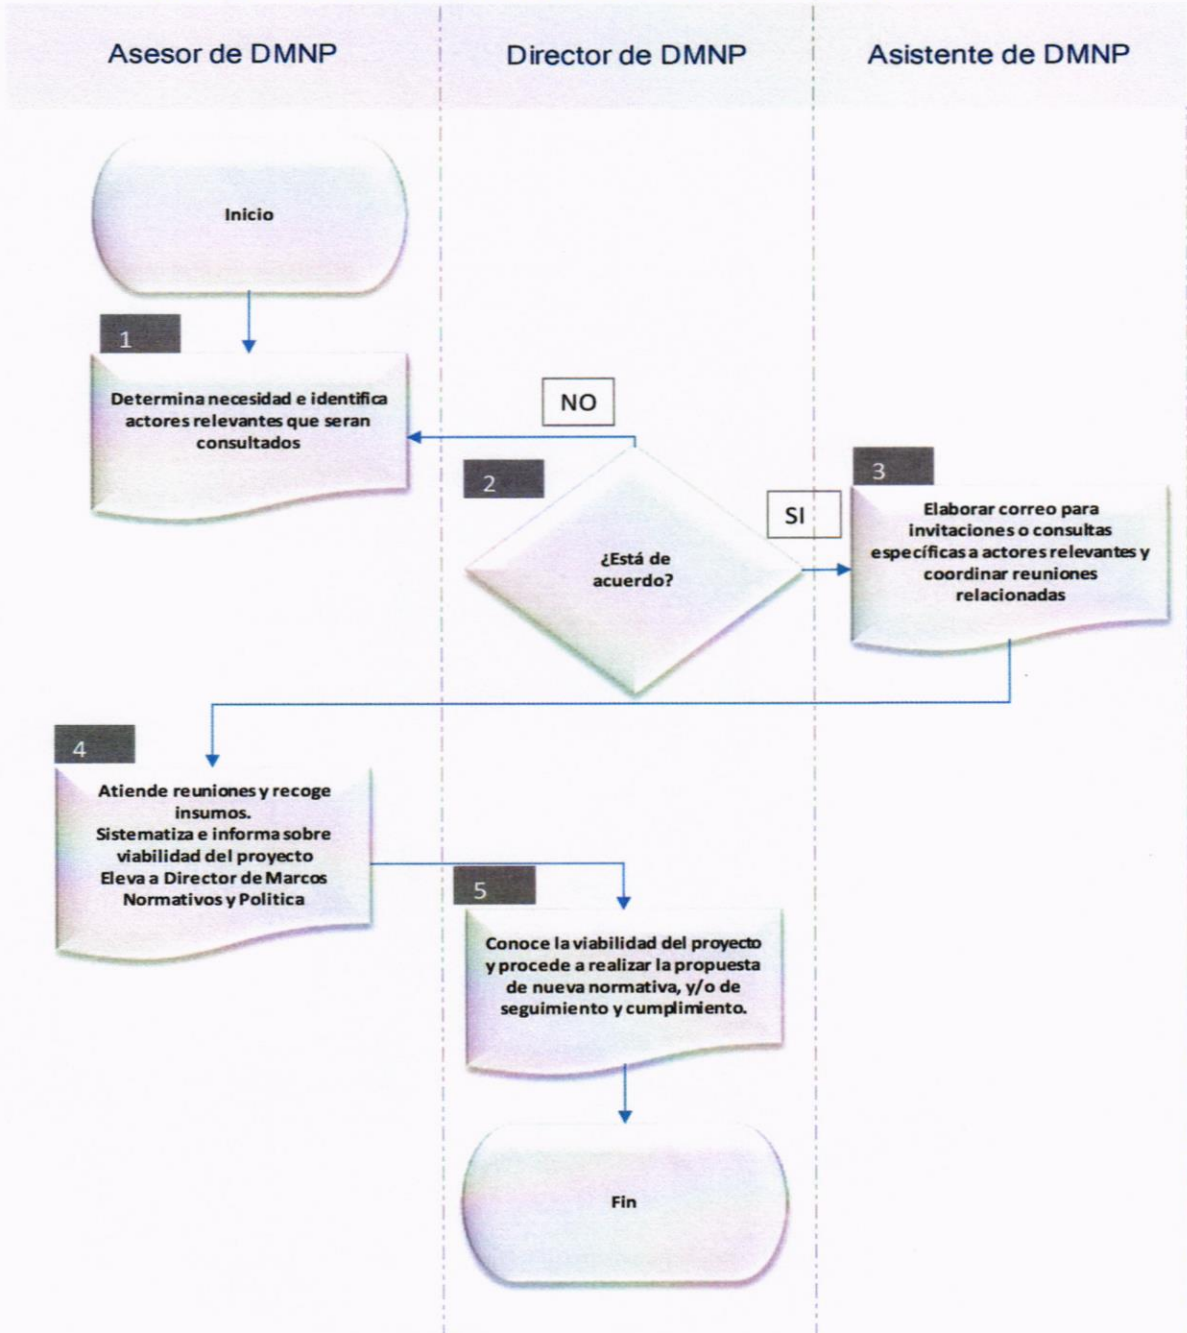 Asesor de DMNP
Director de DMNP
Asistente de DMNP
Inicio
1
Determina necesidad e identifica
actores relevantes que seran
consultados
NO
2
¿Está de
acuerdo?
SI
3
Elaborar correo para
invitaciones o consultas
específicas a actores relevantes y
coordinar reuniones
relacionadas
4
Atiende reuniones y recoge
insumos.
Sistematiza e informa sobre
viabilidad del proyecto
Eleva a Director de Marcos
Normativos y Politica
5
Conoce la viabilidad del proyecto
y procede a realizar la propuesta
de nueva normativa, y/o de
seguimiento y cumplimiento.
Fin